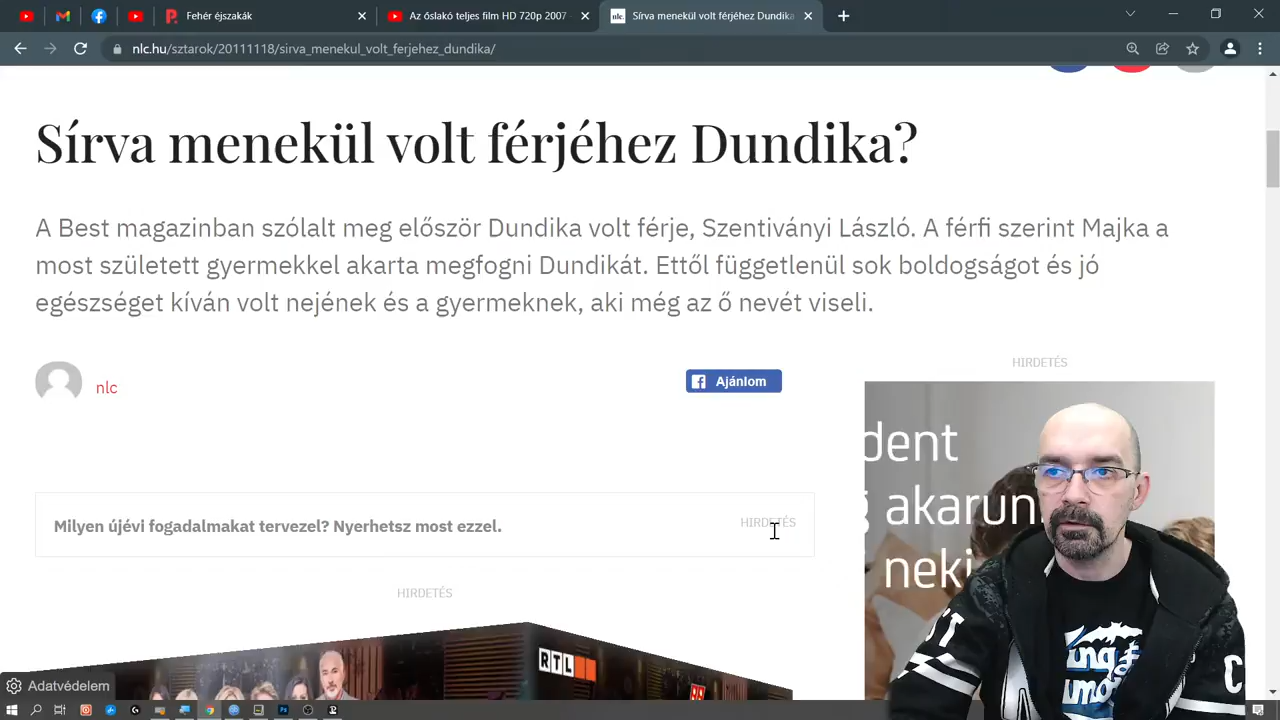 Fehér éjszakák
Az őslakó teljes film HD 720p 2007
Sírva menekül volt férjéhez Dundika
nlc.hu/sztarok/20111118/sirva_menekul_volt_ferjehez_dundika/
Sírva menekül volt férjéhez Dundika?
A Best magazinban szólalt meg először Dundika volt férje, Szentiványi László. A férfi szerint Majka a
most született gyermekkel akarta megfogni Dundikát. Ettől függetlenül sok boldogságot és jó
egészséget kíván volt nejének és a gyermeknek, aki még az ő nevét viseli.
nlc
Ajánlom
HIRDETÉS
dent
akarun
neki
Milyen újévi fogadalmakat tervezel? Nyerhetsz most ezzel.
HIRDETÉS
HIRDETÉS
RTL
Adatvédelem